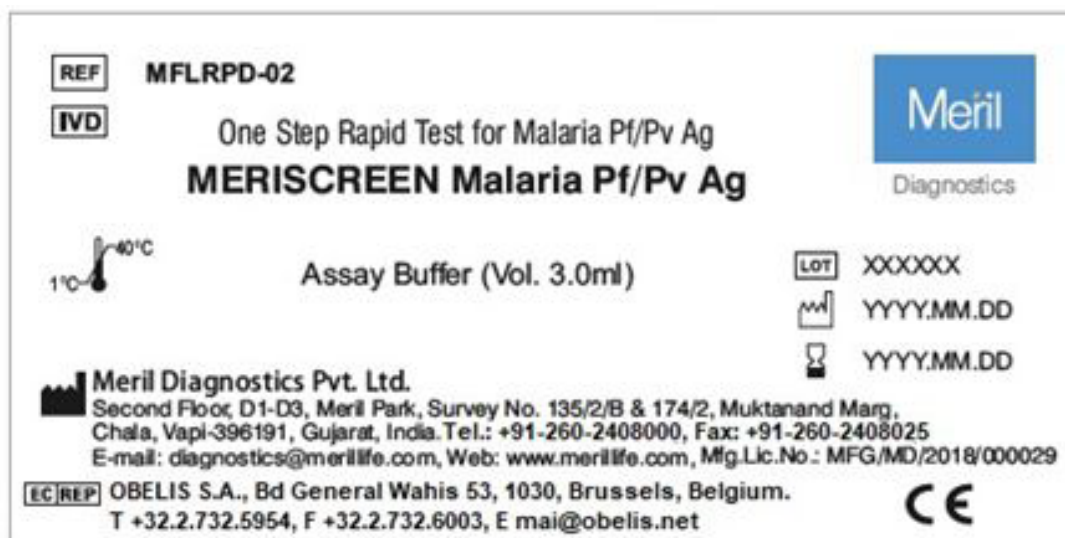 REF MFLRPD-02
IVD
One Step Rapid Test for Malaria Pf/Pv Ag
MERISCREEN Malaria Pf/Pv Ag
Meril
Diagnostics
40°C
1°C
Assay Buffer (Vol. 3.0ml)
LOT XXXXXX
YYYY.MM.DD
YYYY.MM.DD
Meril Diagnostics Pvt. Ltd.
Second Floor, D1-D3, Meril Park, Survey No. 135/2/B & 174/2, Muktanand Marg,
Chala, Vapi-396191, Gujarat, India.Tel.: +91-260-2408000, Fax: +91-260-2408025
E-mail: diagnostics@merillife.com, Web: www.merillife.com, Mfg.Lic.No.: MFG/MD/2018/000029
EC REP OBELIS S.A., Bd General Wahis 53, 1030, Brussels, Belgium.
T +32.2.732.5954, F +32.2.732.6003, E mai@obelis.net
CE